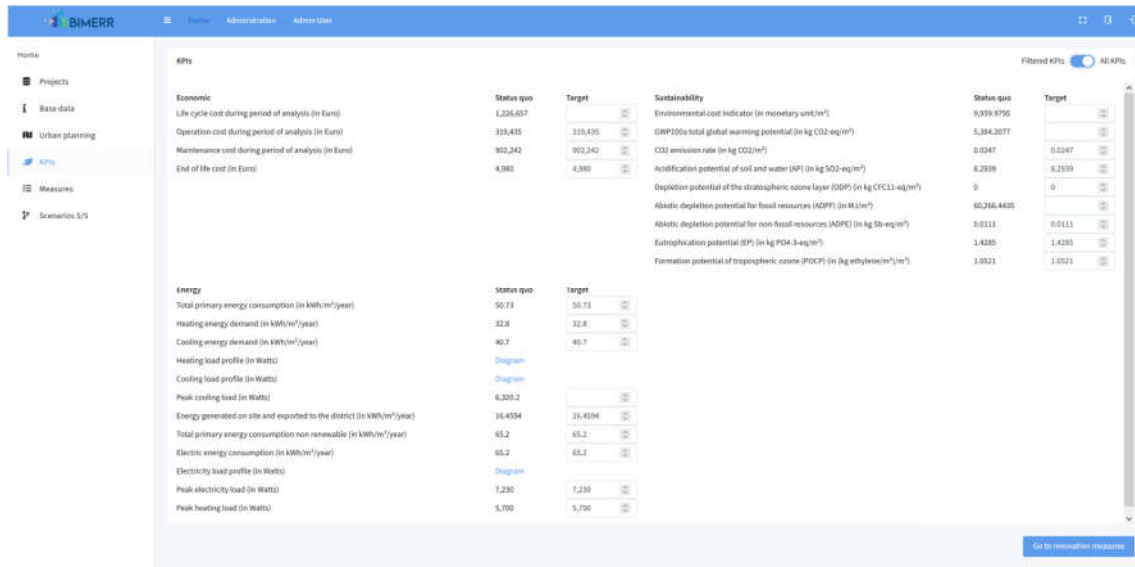 BIMERR
Home Administration Admin User
Home
Projects
Base data
Urban planning
KPIs
Measures
Scenarios S/S
KPIs
Filtered KPIs All KPIs
Economic Status quo Target
Life cycle cost during period of analysis (in Euro) 1,226,657
Operation cost during period of analysis (in Euro) 319,435 319,435
Maintenance cost during period of analysis (in Euro) 902,242 902,242
End of life cost (in Euro) 4,980 4,980
Sustainability Status quo Target
Environmental cost indicator (in monetary unit/m²) 9,959.9795
GWP100a total global warming potential (in kg CO2-eq/m²) 5,384.2077
CO2 emission rate (in kg CO2/m²) 0.0247 0.0247
Acidification potential of soil and water (AP) (in kg SO2-eq/m²) 8.2939 8.2939
Depletion potential of the stratospheric ozone layer (ODP) (in kg CFC11-eq/m²) 0 0
Abiotic depletion potential for fossil resources (ADPF) (in MJ/m²) 60,266.4435
Abiotic depletion potential for non-fossil resources (ADPE) (in kg Sb-eq/m²) 0.0111 0.0111
Eutrophication potential (EP) (in kg PO4-3-eq/m²) 1.4285 1.4285
Formation potential of tropospheric ozone (POCP) (in (kg ethylene/m²)/m²) 1.0521 1.0521
Energy Status quo Target
Total primary energy consumption (in kWh/m²/year) 50.73 50.73
Heating energy demand (in kWh/m²/year) 32.8 32.8
Cooling energy demand (in kWh/m²/year) 40.7 40.7
Heating load profile (in Watts) Diagram
Cooling load profile (in Watts) Diagram
Peak cooling load (in Watts) 6,320.2
Energy generated on site and exported to the district (in kWh/m²/year) 16.4594 16.4594
Total primary energy consumption non renewable (in kWh/m²/year) 65.2 65.2
Electric energy consumption (in kWh/m²/year) 65.2 65.2
Electricity load profile (in Watts) Diagram
Peak electricity load (in Watts) 7,230 7,230
Peak heating load (in Watts) 5,700 5,700
Go to renovation measures